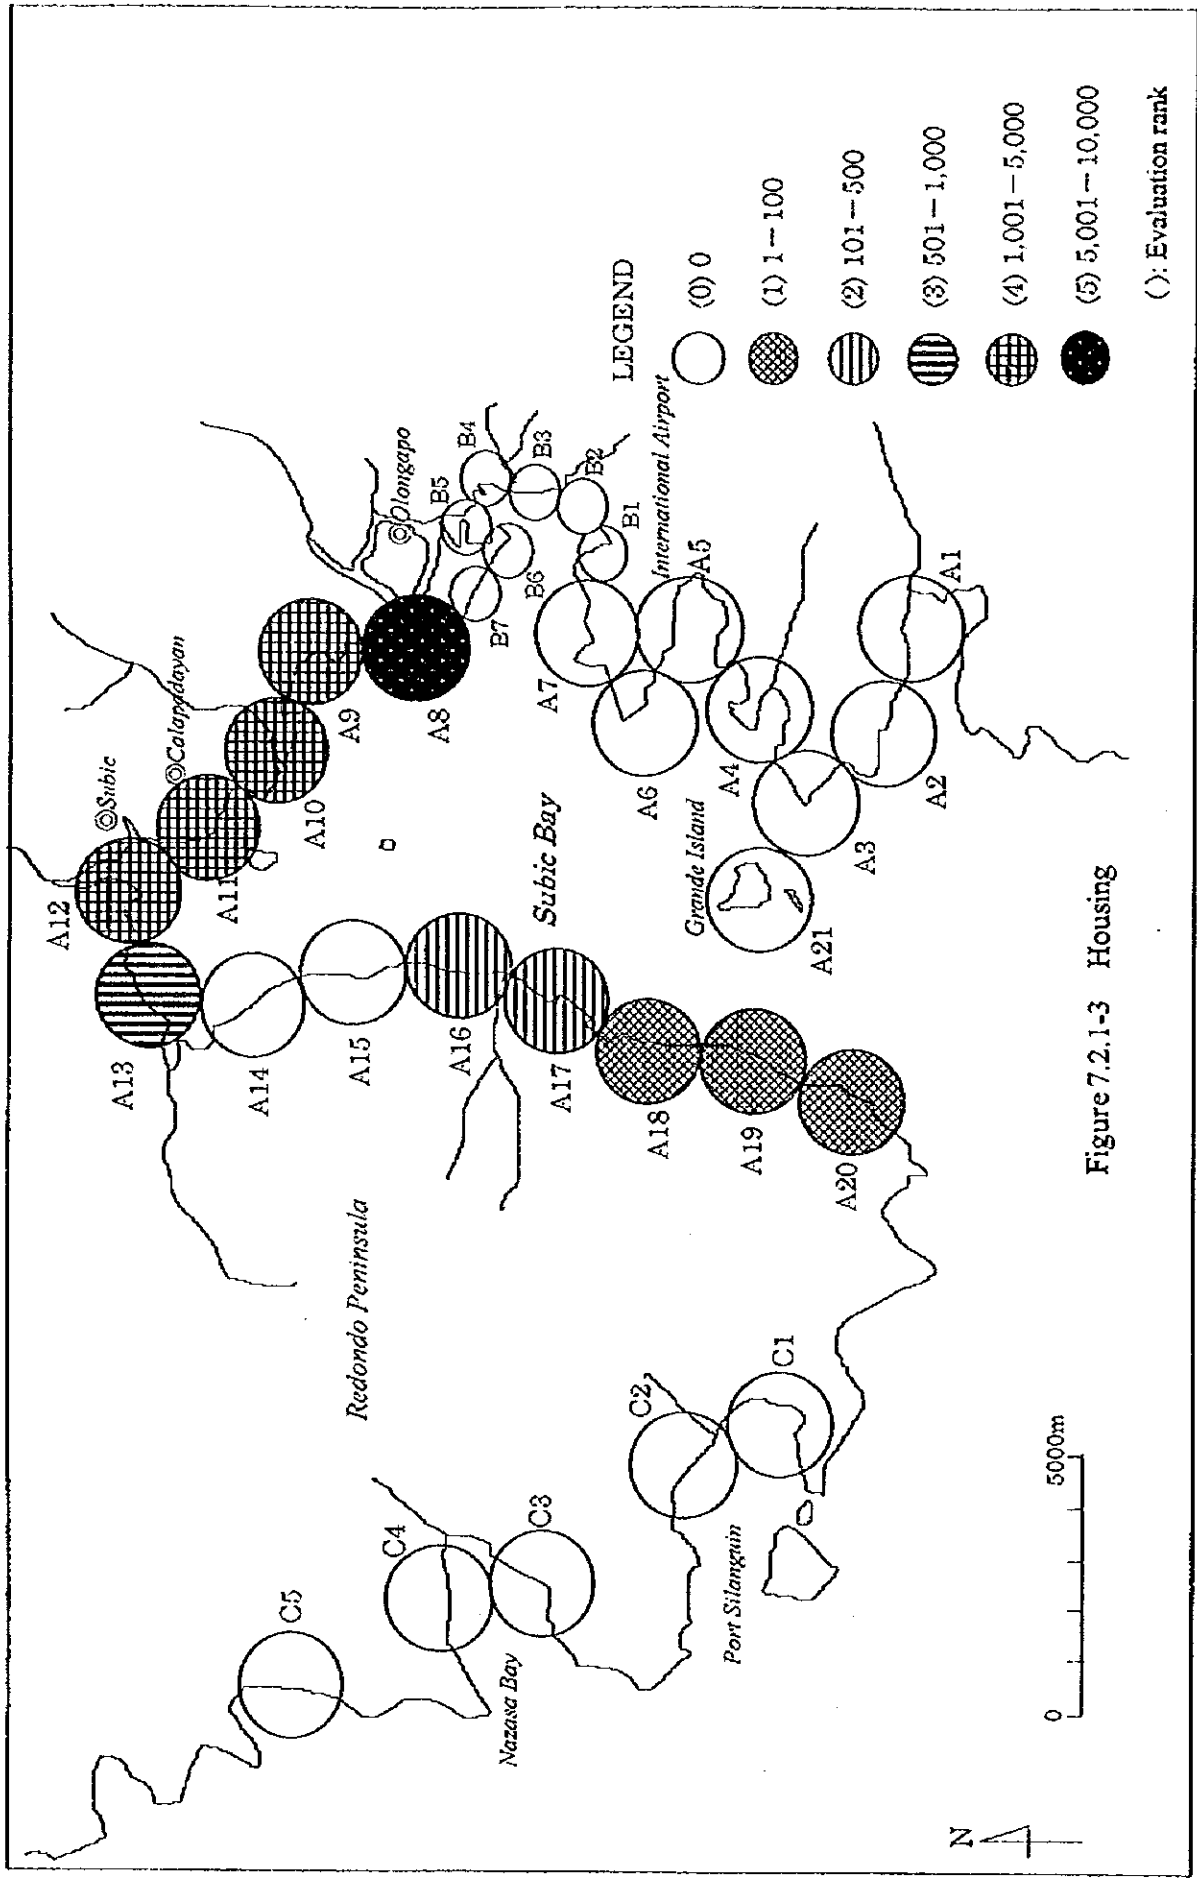 N
0 5000m
C5
C4
Nazasa Bay
C3
C2
Port Silanguin
C1
Redondo Peninsula
A12
A13
A14
A15
A16
A17
A18
A19
A20
Subic
Calapadayan
A11
A10
A9
A8
Olongapo
Subic Bay
Grande Island
A21
A7
A6
A5
A4
A3
A2
A1
B5
B4
B3
B2
B1
B6
B7
International Airport
LEGEND
(0) 0
(1) 1-100
(2) 101-500
(3) 501-1,000
(4) 1,001-5,000
(5) 5,001-10,000
( ): Evaluation rank
Figure 7.2.1-3 Housing